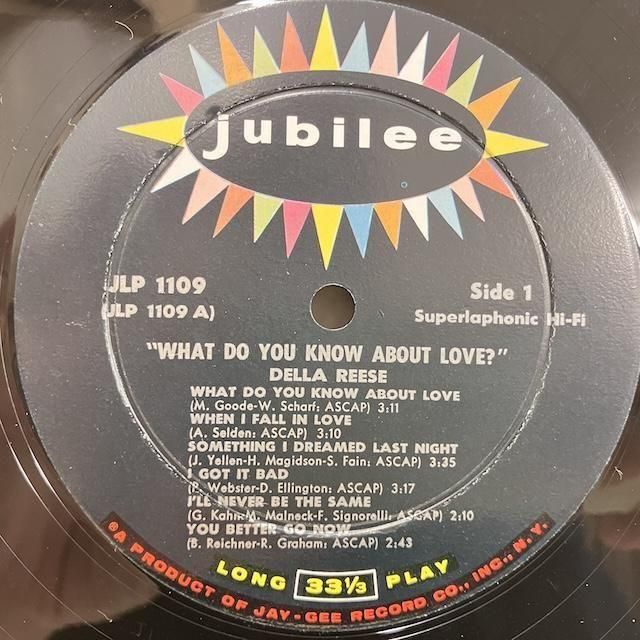 jubilee
JLP 1109
(JLP 1109 A)
Side 1
Superlaphonic Hi-Fi
"WHAT DO YOU KNOW ABOUT LOVE?"
DELLA REESE
WHAT DO YOU KNOW ABOUT LOVE
(M. Goode-W. Scharf: ASCAP) 3:11
WHEN I FALL IN LOVE
(A. Selden: ASCAP) 3:10
SOMETHING I DREAMED LAST NIGHT
(J. Yellen-H. Magidson-S. Fain: ASCAP) 3:35
I GOT IT BAD
(P. Webster-D. Ellington: ASCAP) 3:17
I'LL NEVER BE THE SAME
(G. Kahn-M. Malneck-F. Signorelli: ASCAP) 2:10
YOU BETTER GO NOW
(B. Reichner-R. Graham: ASCAP) 2:43
LONG 33⅓ PLAY
®A PRODUCT OF JAY-GEE RECORD CO., INC., N.Y.